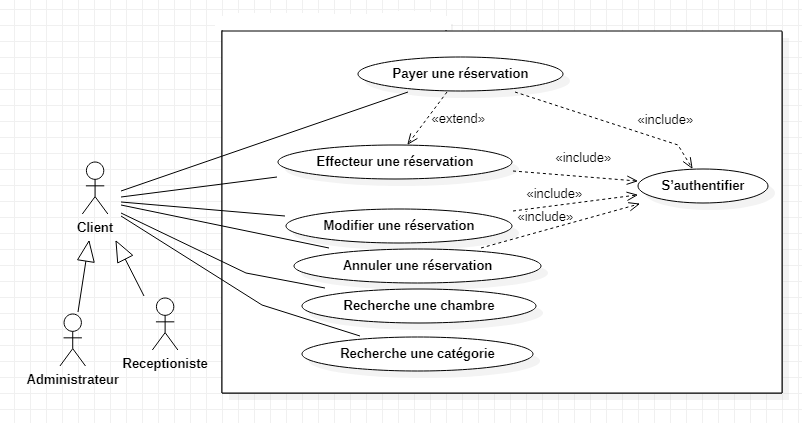 Payer une réservation
«extend»
«include»
Effecteur une réservation
«include»
S'authentifier
«include»
Modifier une réservation
«include»
Client
Annuler une réservation
Recherche une chambre
Recherche une catégorie
Receptioniste
Administrateur